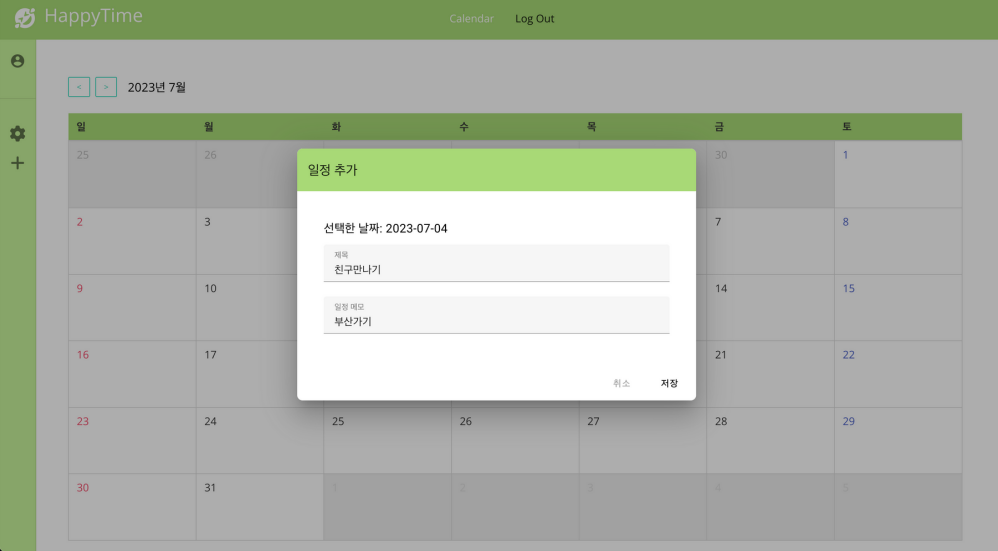 HappyTime
Calendar Log Out
< > 2023년 7월
일 월 화 수 목 금 토
25 26 30 1
일정 추가
선택한 날짜: 2023-07-04
제목
친구만나기
일정 메모
부산가기
취소 저장
2 3 7 8
9 10 14 15
16 17 21 22
23 24 25 26 27 28 29
30 31 1 2 3 4 5